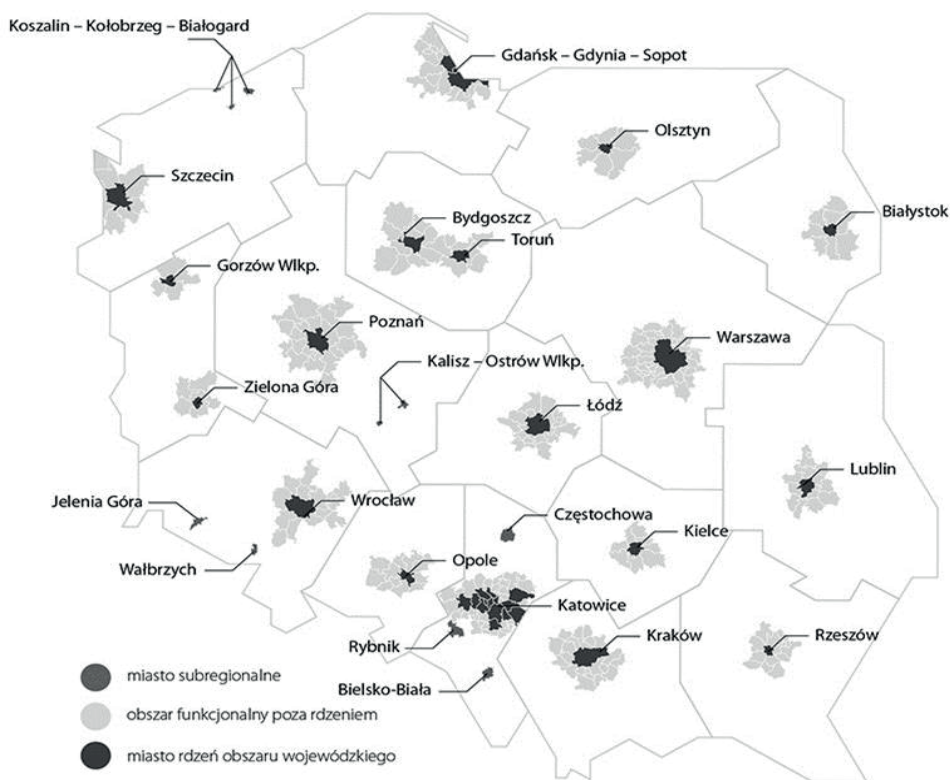 Koszalin – Kołobrzeg – Białogard
Gdańsk – Gdynia – Sopot
Olsztyn
Szczecin
Białystok
Bydgoszcz
Toruń
Gorzów Wlkp.
Poznań
Warszawa
Kalisz – Ostrów Wlkp.
Zielona Góra
Łódź
Lublin
Jelenia Góra
Wrocław
Częstochowa
Kielce
Wałbrzych
Opole
Katowice
Rybnik
Kraków
Rzeszów
Bielsko-Biała
miasto subregionalne
obszar funkcjonalny poza rdzeniem
miasto rdzeń obszaru wojewódzkiego